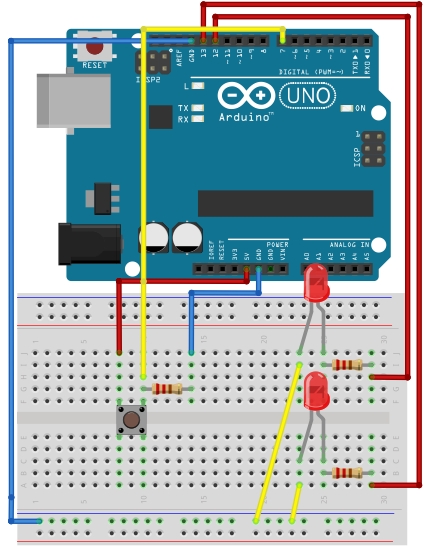 RESET
ICSP2
AREF
GND
13
12
~11
~10
~9
8
7
~6
~5
4
~3
2
TX▶1
RX◀0
DIGITAL (PWM=~)
L
TX
RX
UNO
Arduino™
ON
1
ICSP
IOREF
RESET
3V3
5V
GND
GND
VIN
POWER
A0
A1
A2
A3
A4
A5
ANALOG IN
J
I
H
G
F
E
D
C
B
A
1
5
10
15
20
25
30